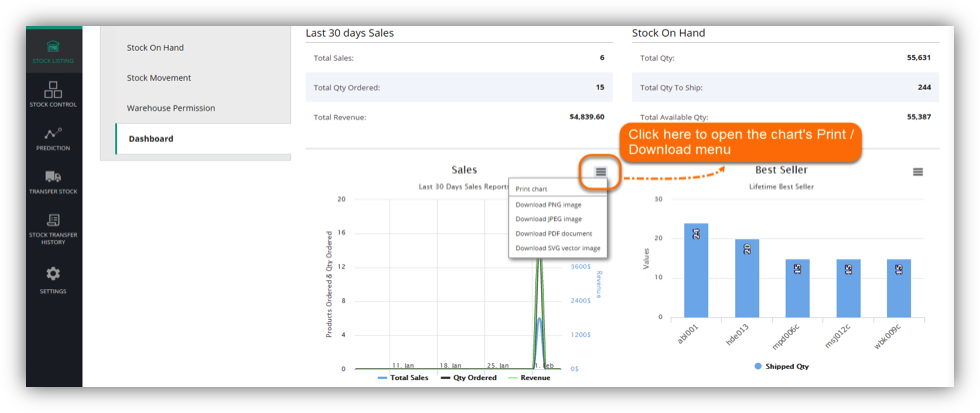 STOCK LISTING
STOCK CONTROL
PREDICTION
TRANSFER STOCK
STOCK TRANSFER
HISTORY
SETTINGS
Stock On Hand
Stock Movement
Warehouse Permission
Dashboard
Last 30 days Sales
Total Sales: 6
Total Qty Ordered: 15
Total Revenue: $4,839.60
Stock On Hand
Total Qty: 55,631
Total Qty To Ship: 244
Total Available Qty: 55,387
Click here to open the chart's Print /
Download menu
Sales
Last 30 Days Sales Report
Print chart
Download PNG image
Download JPEG image
Download PDF document
Download SVG vector image
Products Ordered & Qty Ordered
20
16
12
8
4
0
3600$
2400$
1200$
0$
Revenue
11. Jan
18. Jan
25. Jan
1. Feb
Total Sales
Qty Ordered
Revenue
Best Seller
Lifetime Best Seller
Values
30
20
10
0
24
20
15
15
15
abl001
hde013
mpd006c
msj012c
wbk009c
Shipped Qty